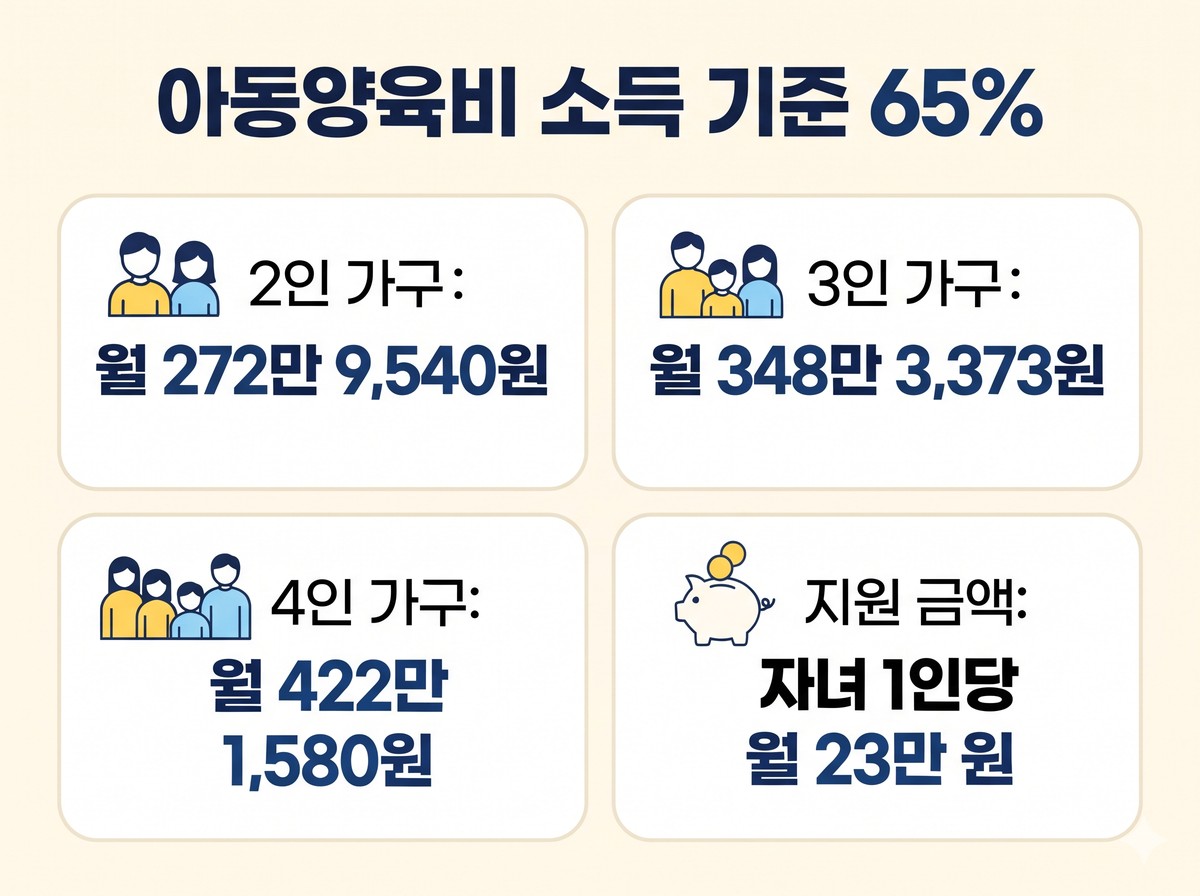 아동양육비 소득 기준 65%
2인 가구:
월 272만 9,540원
3인 가구:
월 348만 3,373원
4인 가구:
월 422만
1,580원
지원 금액:
자녀 1인당
월 23만 원